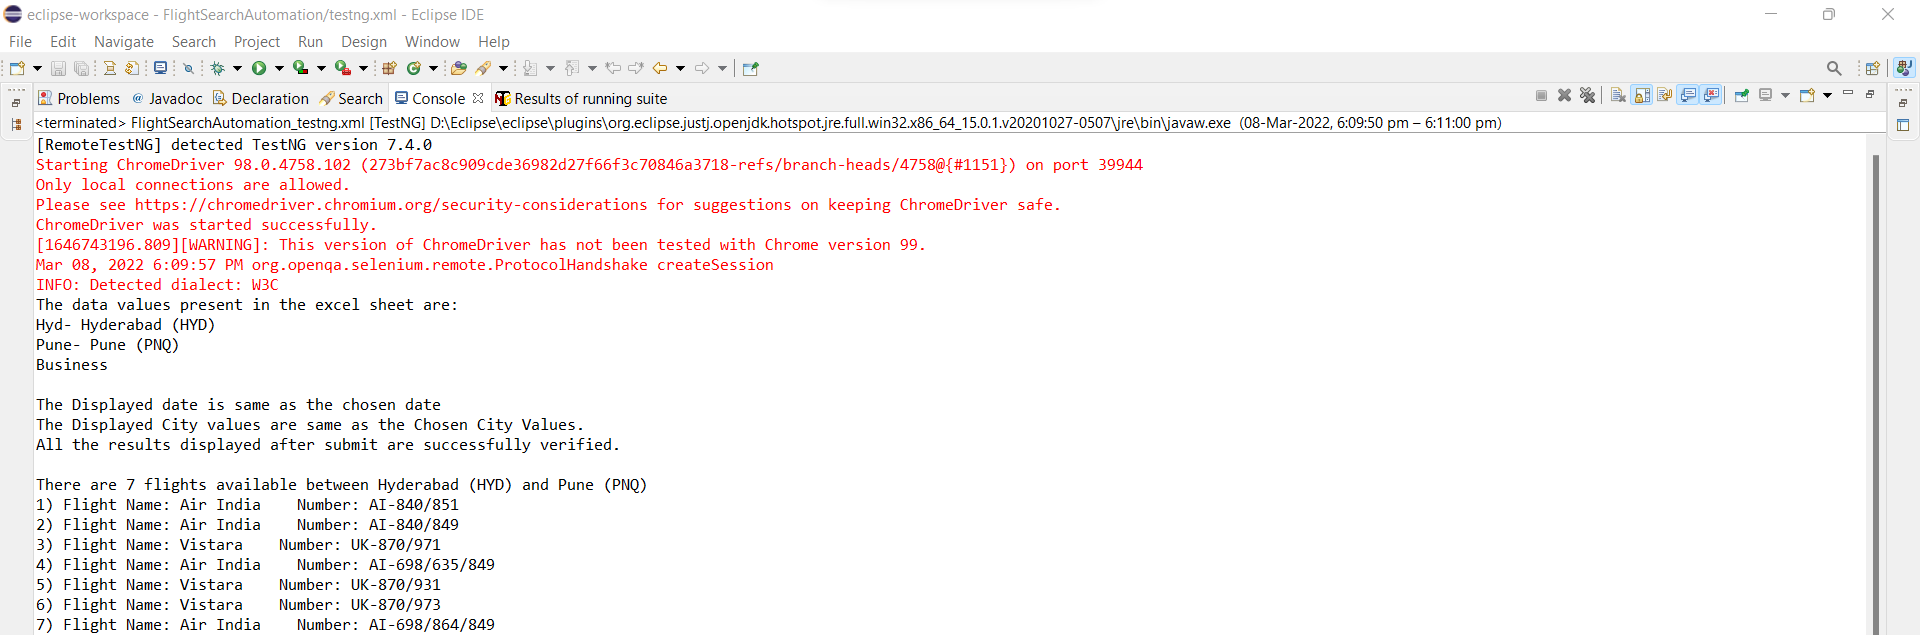 eclipse-workspace - FlightSearchAutomation/testng.xml - Eclipse IDE
File Edit Navigate Search Project Run Design Window Help
Problems @ Javadoc Declaration Search Console Results of running suite
<terminated> FlightSearchAutomation_testng.xml [TestNG] D:\Eclipse\eclipse\plugins\org.eclipse.justj.openjdk.hotspot.jre.full.win32.x86_64_15.0.1.v20201027-0507\jre\bin\javaw.exe (08-Mar-2022, 6:09:50 pm – 6:11:00 pm)
[RemoteTestNG] detected TestNG version 7.4.0
Starting ChromeDriver 98.0.4758.102 (273bf7ac8c909cde36982d27f66f3c70846a3718-refs/branch-heads/4758@{#1151}) on port 39944
Only local connections are allowed.
Please see https://chromedriver.chromium.org/security-considerations for suggestions on keeping ChromeDriver safe.
ChromeDriver was started successfully.
[1646743196.809][WARNING]: This version of ChromeDriver has not been tested with Chrome version 99.
Mar 08, 2022 6:09:57 PM org.openqa.selenium.remote.ProtocolHandshake createSession
INFO: Detected dialect: W3C
The data values present in the excel sheet are:
Hyd- Hyderabad (HYD)
Pune- Pune (PNQ)
Business
The Displayed date is same as the chosen date
The Displayed City values are same as the Chosen City Values.
All the results displayed after submit are successfully verified.
There are 7 flights available between Hyderabad (HYD) and Pune (PNQ)
1) Flight Name: Air India    Number: AI-840/851
2) Flight Name: Air India    Number: AI-840/849
3) Flight Name: Vistara    Number: UK-870/971
4) Flight Name: Air India    Number: AI-698/635/849
5) Flight Name: Vistara    Number: UK-870/931
6) Flight Name: Vistara    Number: UK-870/973
7) Flight Name: Air India    Number: AI-698/864/849